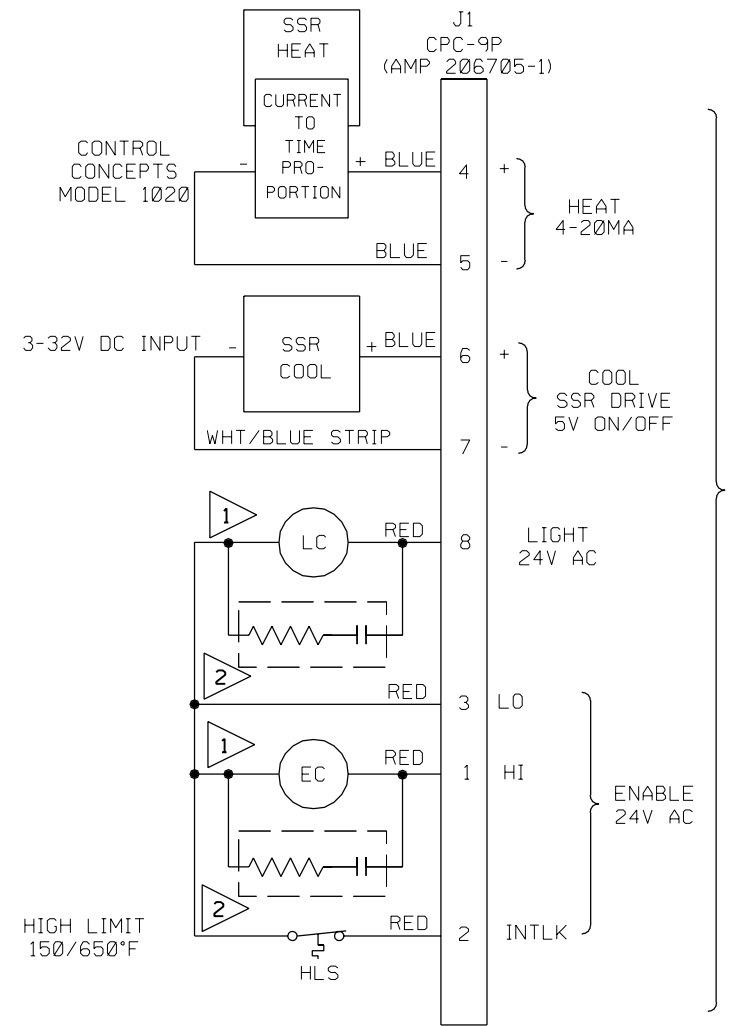 J1
CPC-9P
(AMP 206705-1)
SSR
HEAT
CURRENT
TO
TIME
PRO-
PORTION
CONTROL
CONCEPTS
MODEL 1020
-
+ BLUE
4 +
HEAT
4-20MA
BLUE
5 -
3-32V DC INPUT
-
SSR
COOL
+ BLUE
6 +
COOL
SSR DRIVE
5V ON/OFF
WHT/BLUE STRIP
7 -
1
LC
RED
8
LIGHT
24V AC
2
RED
3 LO
1
EC
RED
1 HI
ENABLE
24V AC
2
HIGH LIMIT
150/650°F
RED
2 INTLK
HLS